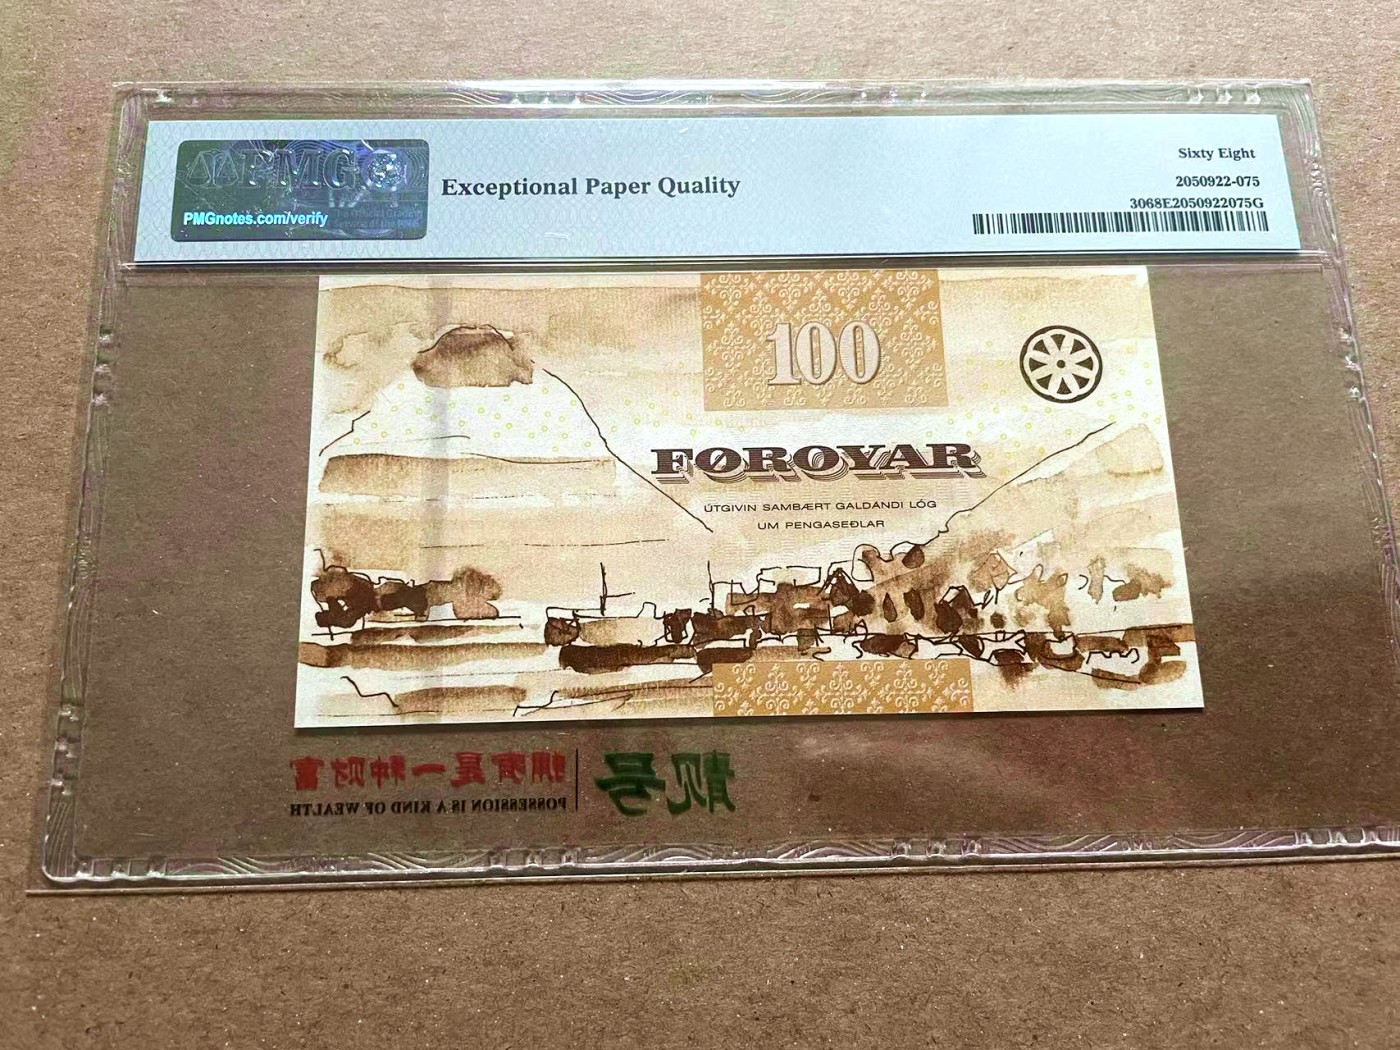 PMG
PMGnotes.com/verify
Exceptional Paper Quality
Sixty Eight
2050922-075
3068E2050922075G
100
FØROYAR
ÚTGIVIN SAMBÆRT GALDANDI LÓG
UM PENGASEÐLAR
靓号
拥有是一种财富
POSSESSION IS A KIND OF WEALTH